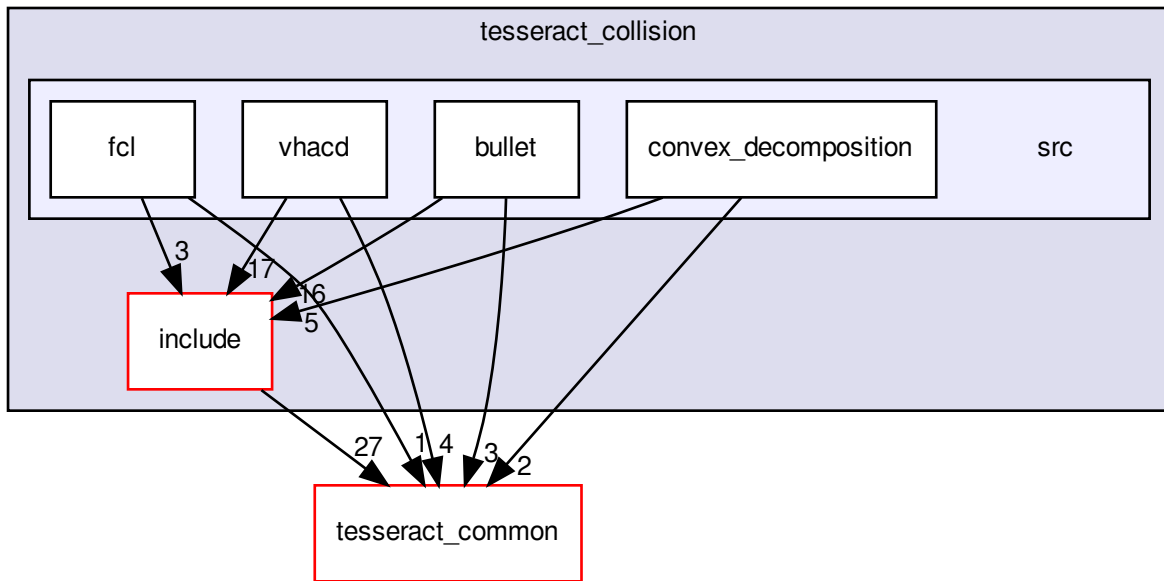 tesseract_collision
fcl
vhacd
bullet
convex_decomposition
src
3
17
16
5
include
27
1
4
3
2
tesseract_common